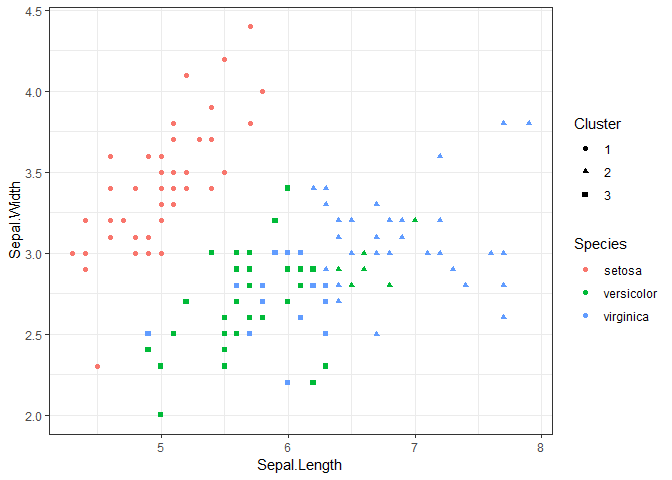 4.5
4.0
3.5
3.0
2.5
2.0
Sepal.Width
5
6
7
8
Sepal.Length
Cluster
1
2
3
Species
setosa
versicolor
virginica